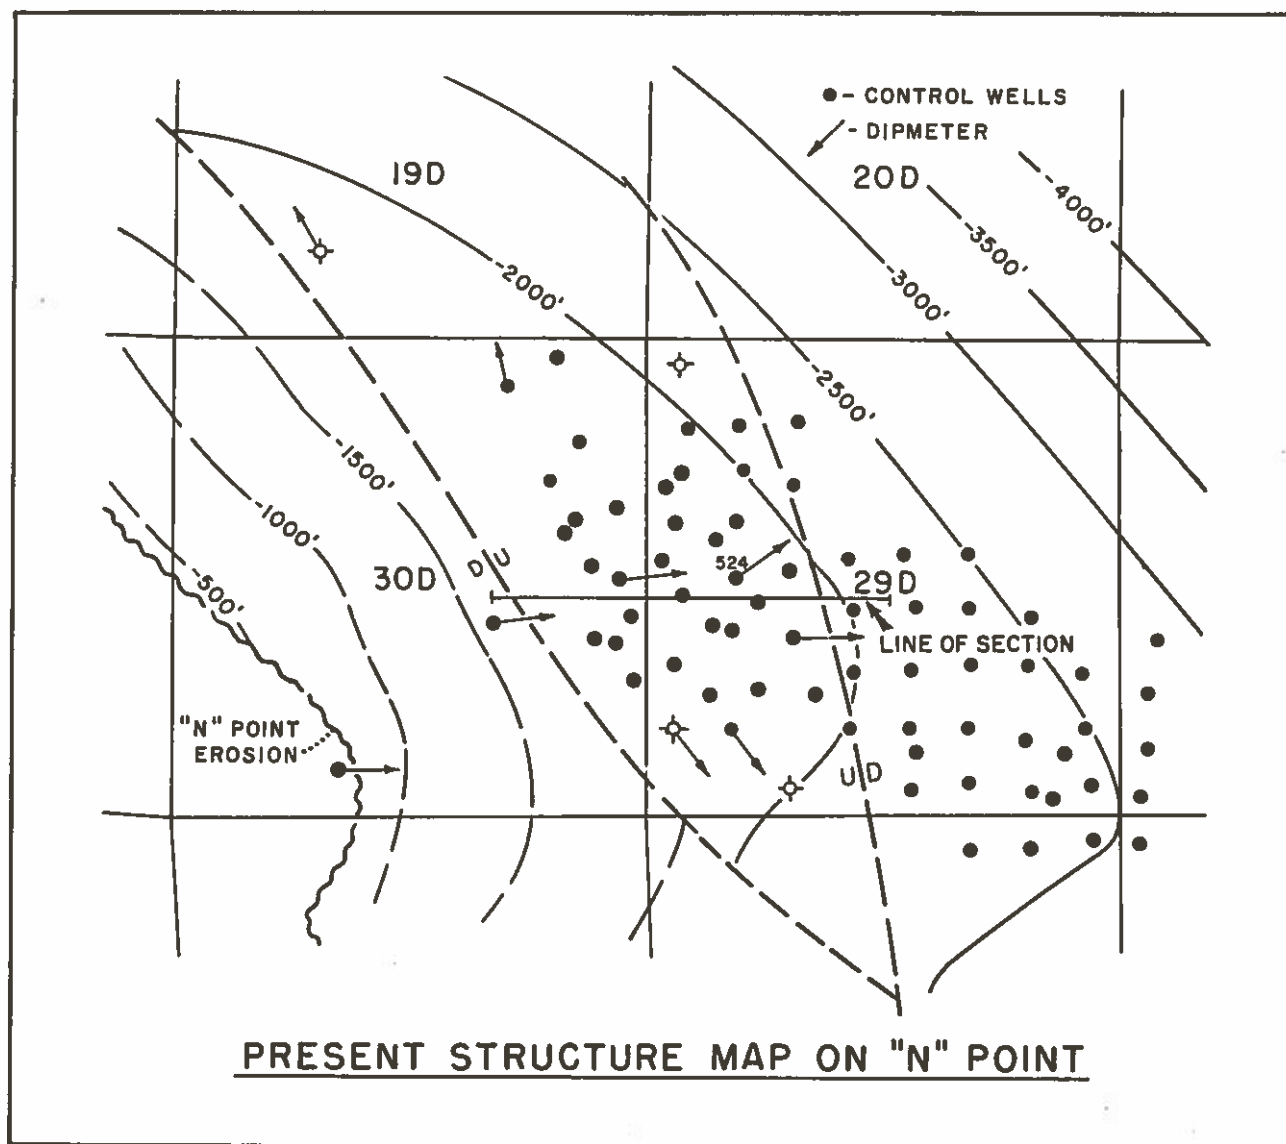 ●- CONTROL WELLS
- DIPMETER
19D
20D
-4000'
-3500'
-2000'
-3000'
-2500'
-1500'
-1000'
-500'
D U
30D
524
29D
LINE OF SECTION
"N" POINT
EROSION
U D
PRESENT STRUCTURE MAP ON "N" POINT